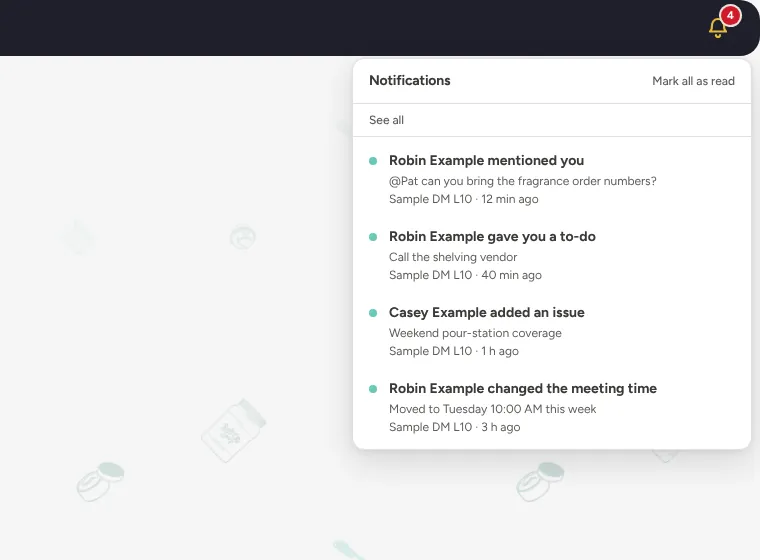 4
Notifications
Mark all as read
See all
Robin Example mentioned you
@Pat can you bring the fragrance order numbers?
Sample DM L10 · 12 min ago
Robin Example gave you a to-do
Call the shelving vendor
Sample DM L10 · 40 min ago
Casey Example added an issue
Weekend pour-station coverage
Sample DM L10 · 1 h ago
Robin Example changed the meeting time
Moved to Tuesday 10:00 AM this week
Sample DM L10 · 3 h ago